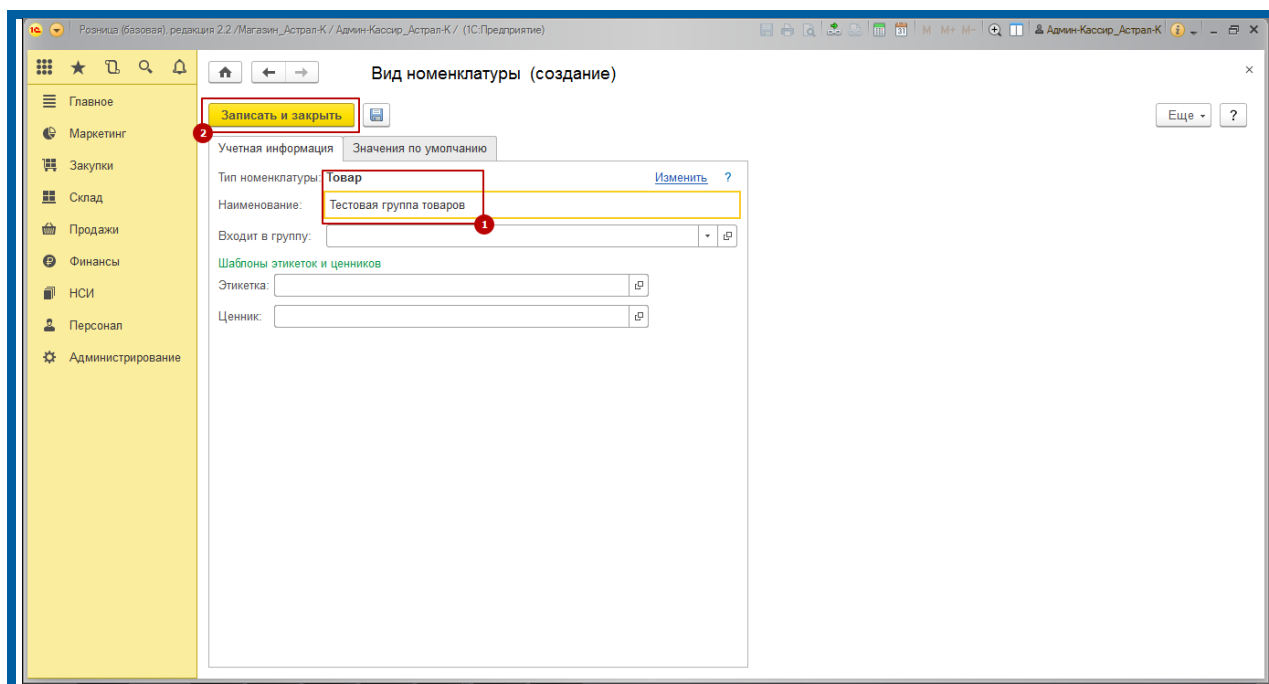 1С Розница (базовая), редакция 2.2 /Магазин_Астрал-К / Админ-Кассир_Астрал-К / (1С:Предприятие) 31 M M+ M- Админ-Кассир_Астрал-К i
Вид номенклатуры (создание) ×
Главное
Маркетинг
Закупки
Склад
Продажи
Финансы
НСИ
Персонал
Администрирование
Записать и закрыть Еще ?
2
Учетная информация Значения по умолчанию
Тип номенклатуры: Товар Изменить ?
Наименование: Тестовая группа товаров
1
Входит в группу:
Шаблоны этикеток и ценников
Этикетка:
Ценник: